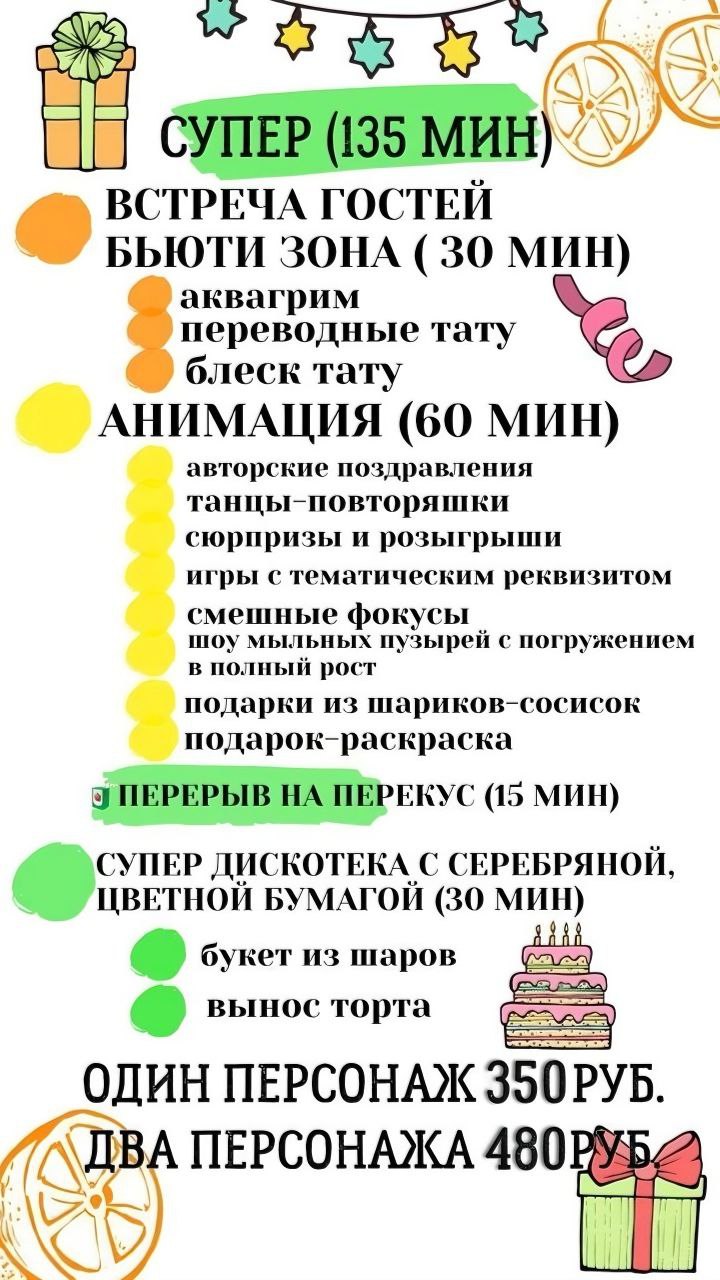 СУПЕР (135 МИН)
ВСТРЕЧА ГОСТЕЙ
БЬЮТИ ЗОНА ( 30 МИН)
аквагрим
переводные тату
блеск тату
АНИМАЦИЯ (60 МИН)
авторские поздравления
танцы-повторяшки
сюрпризы и розыгрыши
игры с тематическим реквизитом
смешные фокусы
шоу мыльных пузырей с погружением
в полный рост
подарки из шариков-сосисок
подарок-раскраска
ПЕРЕРЫВ НА ПЕРЕКУС (15 МИН)
СУПЕР ДИСКОТЕКА С СЕРЕБРЯНОЙ,
ЦВЕТНОЙ БУМАГОЙ (30 МИН)
букет из шаров
вынос торта
ОДИН ПЕРСОНАЖ 350РУБ.
ДВА ПЕРСОНАЖА 480РУБ.